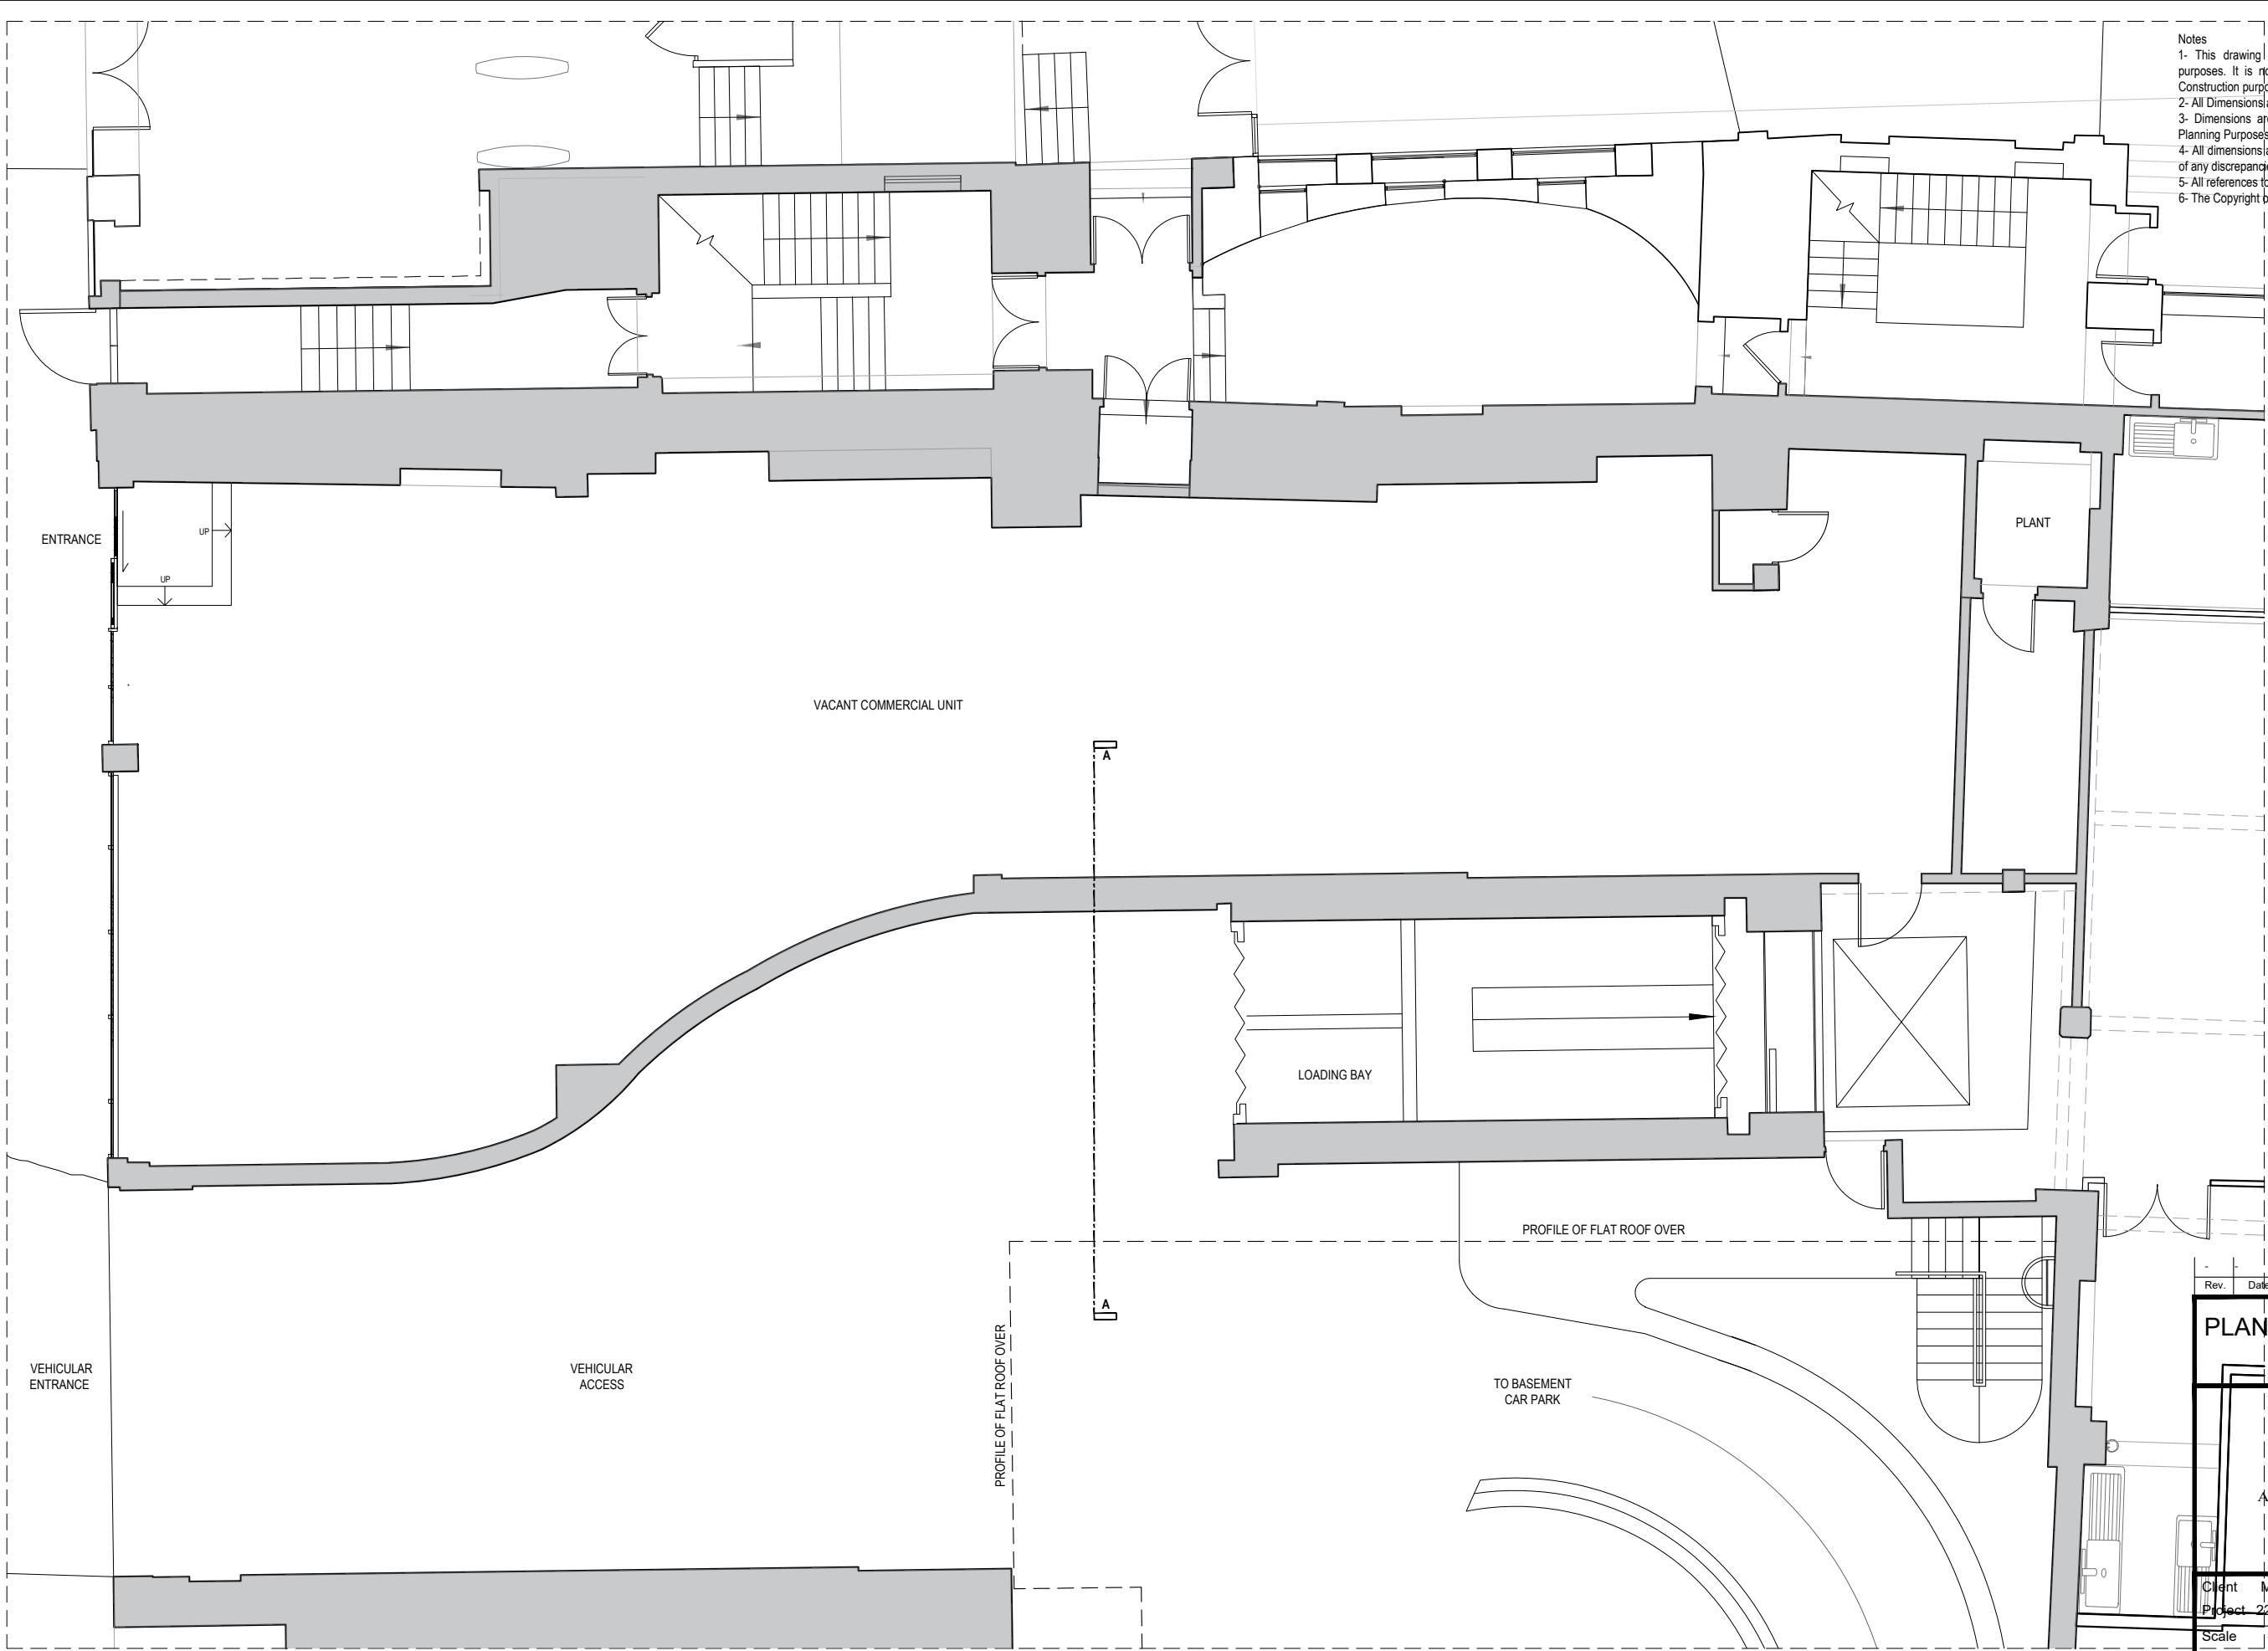 Notes
1- This drawing
purposes. It is
Construction
2- All Dimensions
3- Dimensions
Planning Purposes
4- All dimensions
of any
5- All references
6- The Copyright
ENTRANCE
UP
UP
PLANT
VACANT COMMERCIAL UNIT
A
LOADING BAY
PROFILE OF FLAT ROOF OVER
A
PROFILE OF FLAT ROOF OVER
VEHICULAR
ENTRANCE
VEHICULAR
ACCESS
TO BASEMENT
CAR PARK
- -
Rev. Date
PLAN
A
Client M
Project 22
Scale